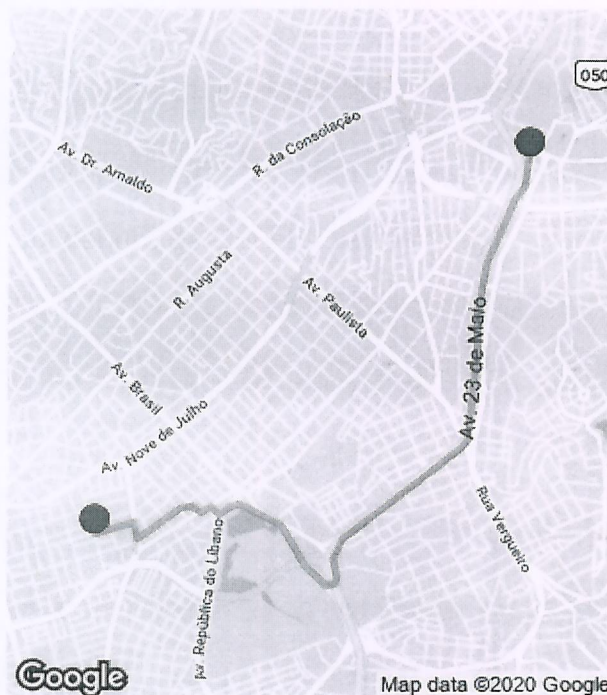 050
R. da Consolação
Av. Dr. Arnaldo
R. Augusta
Av. Paulista
Av. 23 de Maio
Av. Brasil
Av. Nove de Julho
Rua Vergueiro
Av. República do Líbano
Google
Map data ©2020 Google